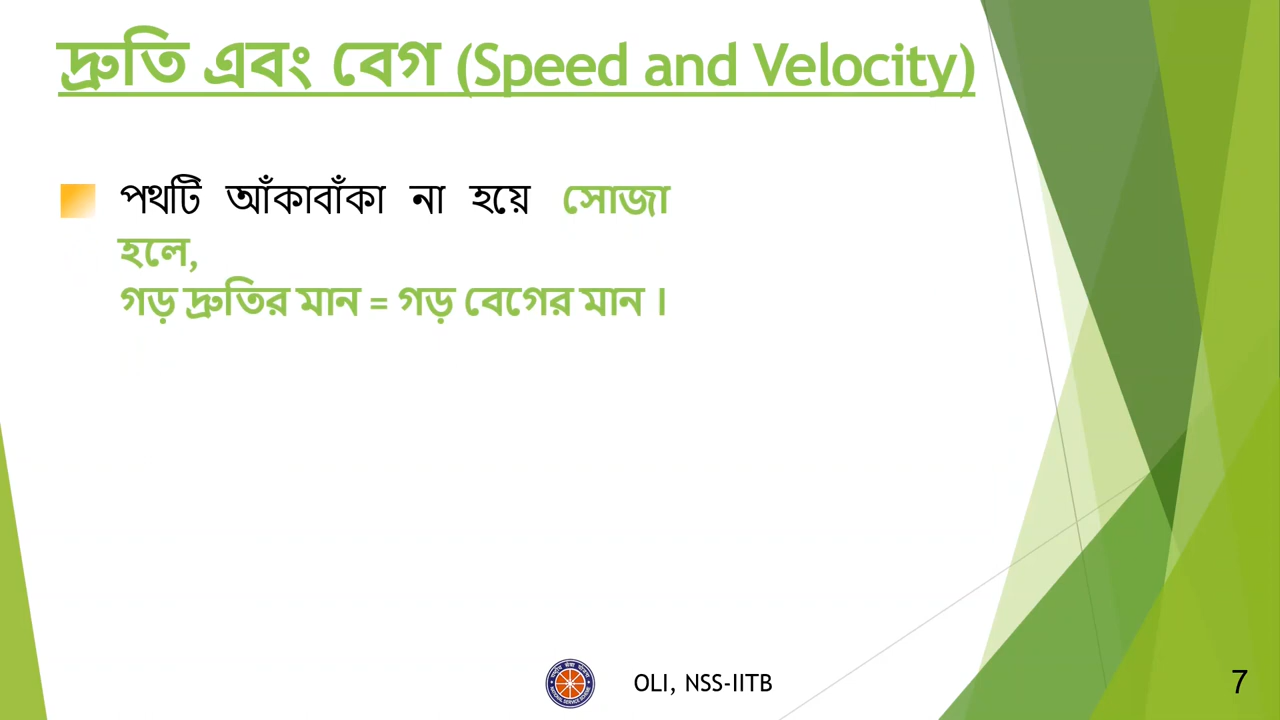 দ্রুতি এবং বেগ (Speed and Velocity)
পথটি আঁকাবাঁকা না হয়ে সোজা
হলে,
গড় দ্রুতির মান = গড় বেগের মান ।
OLI, NSS-IITB
7